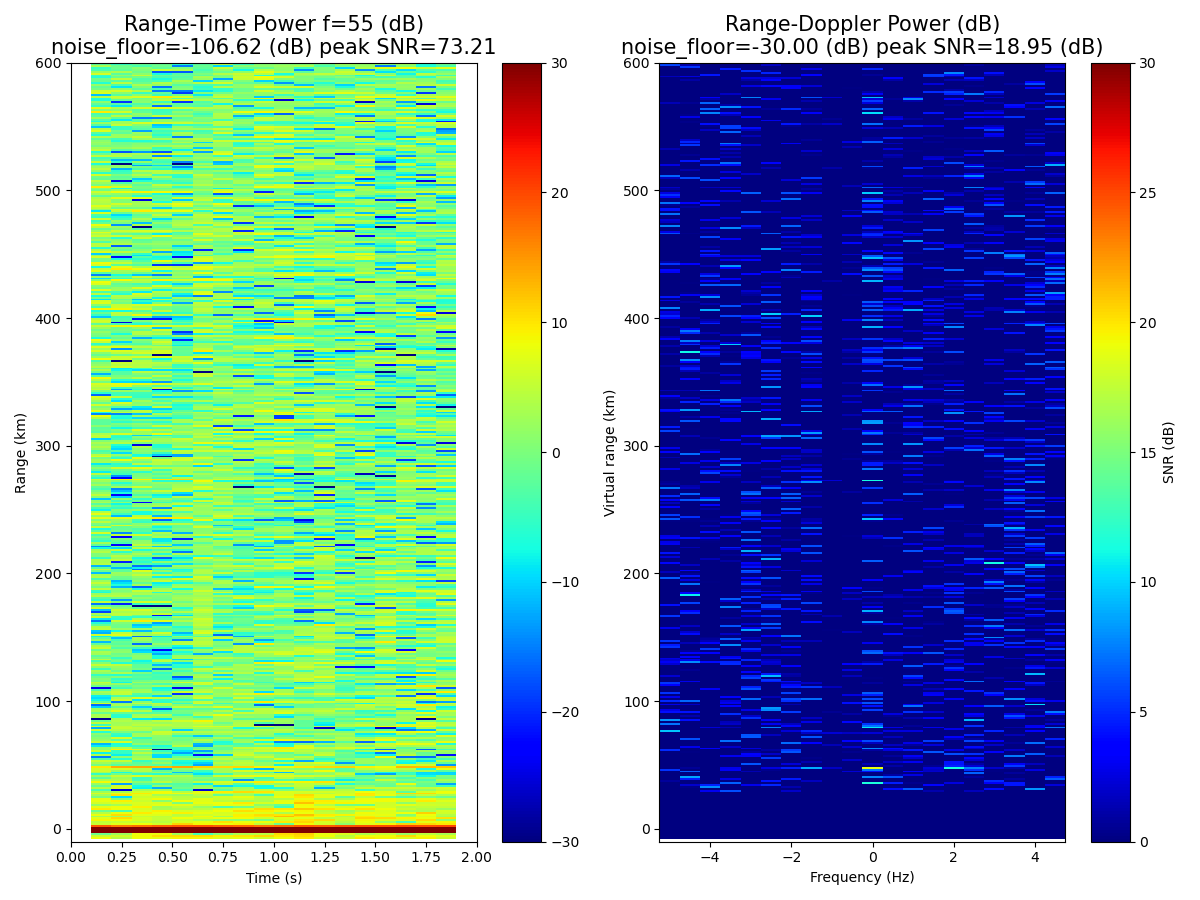 Range-Time Power f=55 (dB)
noise_floor=-106.62 (dB) peak SNR=73.21
Range (km)
600
500
400
300
200
100
0
0.00 0.25 0.50 0.75 1.00 1.25 1.50 1.75 2.00
Time (s)
30
20
10
0
−10
−20
−30
Range-Doppler Power (dB)
noise_floor=-30.00 (dB) peak SNR=18.95 (dB)
Virtual range (km)
600
500
400
300
200
100
0
−4 −2 0 2 4
Frequency (Hz)
30
25
20
15
10
5
0
SNR (dB)